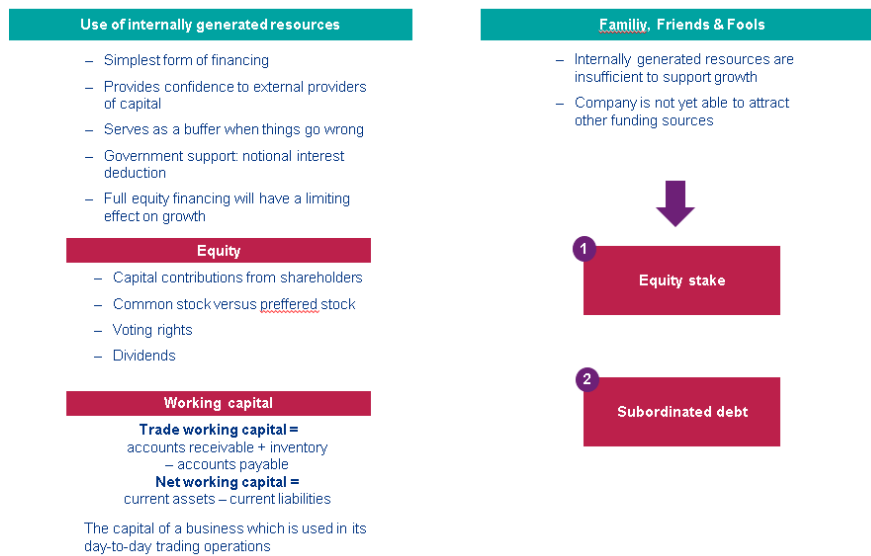 Use of internally generated resources
– Simplest form of financing
– Provides confidence to external providers
of capital
– Serves as a buffer when things go wrong
– Government support: notional interest
deduction
– Full equity financing will have a limiting
effect on growth
Equity
– Capital contributions from shareholders
– Common stock versus preffered stock
– Voting rights
– Dividends
Working capital
Trade working capital =
accounts receivable + inventory
– accounts payable
Net working capital =
current assets – current liabilities
The capital of a business which is used in its
day-to-day trading operations
Familiy, Friends & Fools
– Internally generated resources are
insufficient to support growth
– Company is not yet able to attract
other funding sources
1
Equity stake
2
Subordinated debt